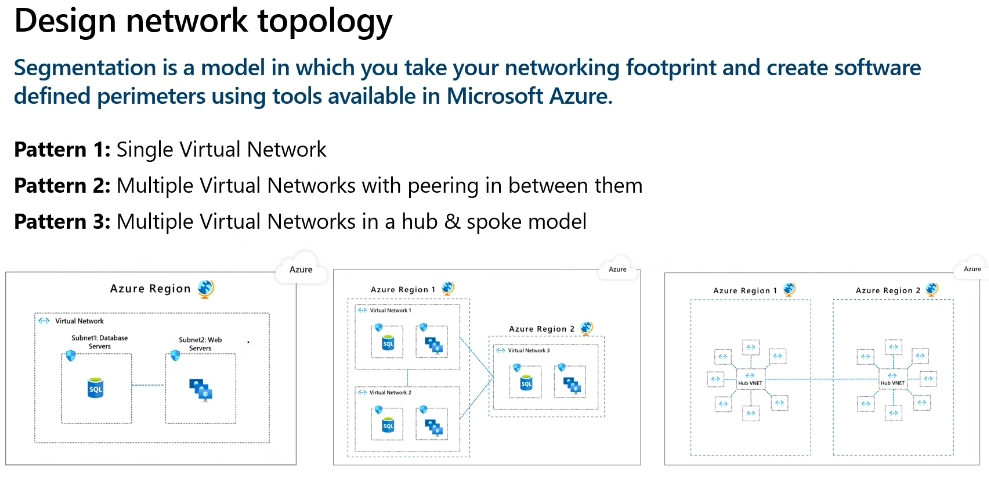 Design network topology
Segmentation is a model in which you take your networking footprint and create software
defined perimeters using tools available in Microsoft Azure.
Pattern 1: Single Virtual Network
Pattern 2: Multiple Virtual Networks with peering in between them
Pattern 3: Multiple Virtual Networks in a hub & spoke model
Azure
Azure Region
Virtual Network
Subnet1: Database
Servers
SQL
Subnet2: Web
Servers
Azure
Azure Region 1
Virtual Network 1
SQL
Virtual Network 2
SQL
Azure Region 2
Virtual Network 3
SQL
Azure
Azure Region 1
Hub VNET
Azure Region 2
Hub VNET